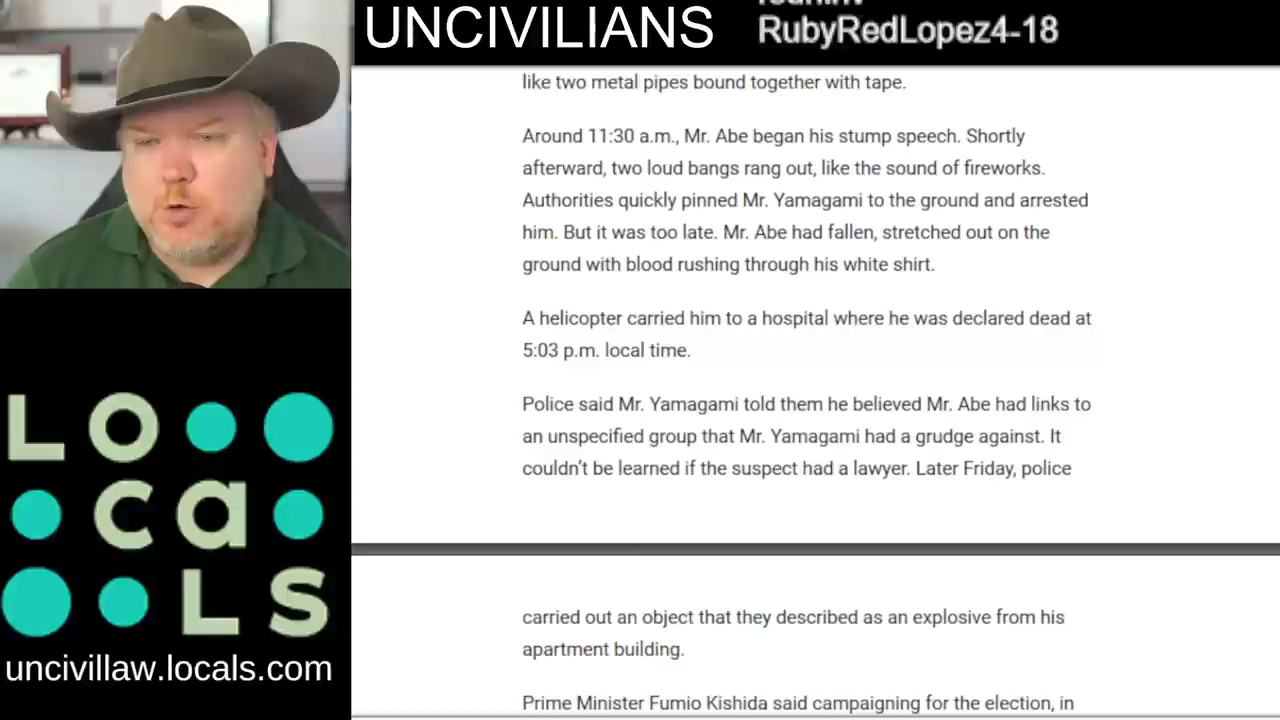 UNCIVILIANS
RubyRedLopez4-18
like two metal pipes bound together with tape.
Around 11:30 a.m., Mr. Abe began his stump speech. Shortly
afterward, two loud bangs rang out, like the sound of fireworks.
Authorities quickly pinned Mr. Yamagami to the ground and arrested
him. But it was too late. Mr. Abe had fallen, stretched out on the
ground with blood rushing through his white shirt.
A helicopter carried him to a hospital where he was declared dead at
5:03 p.m. local time.
Police said Mr. Yamagami told them he believed Mr. Abe had links to
an unspecified group that Mr. Yamagami had a grudge against. It
couldn't be learned if the suspect had a lawyer. Later Friday, police
carried out an object that they described as an explosive from his
apartment building.
Prime Minister Fumio Kishida said campaigning for the election, in
LO
ca
LS
uncivillaw.locals.com